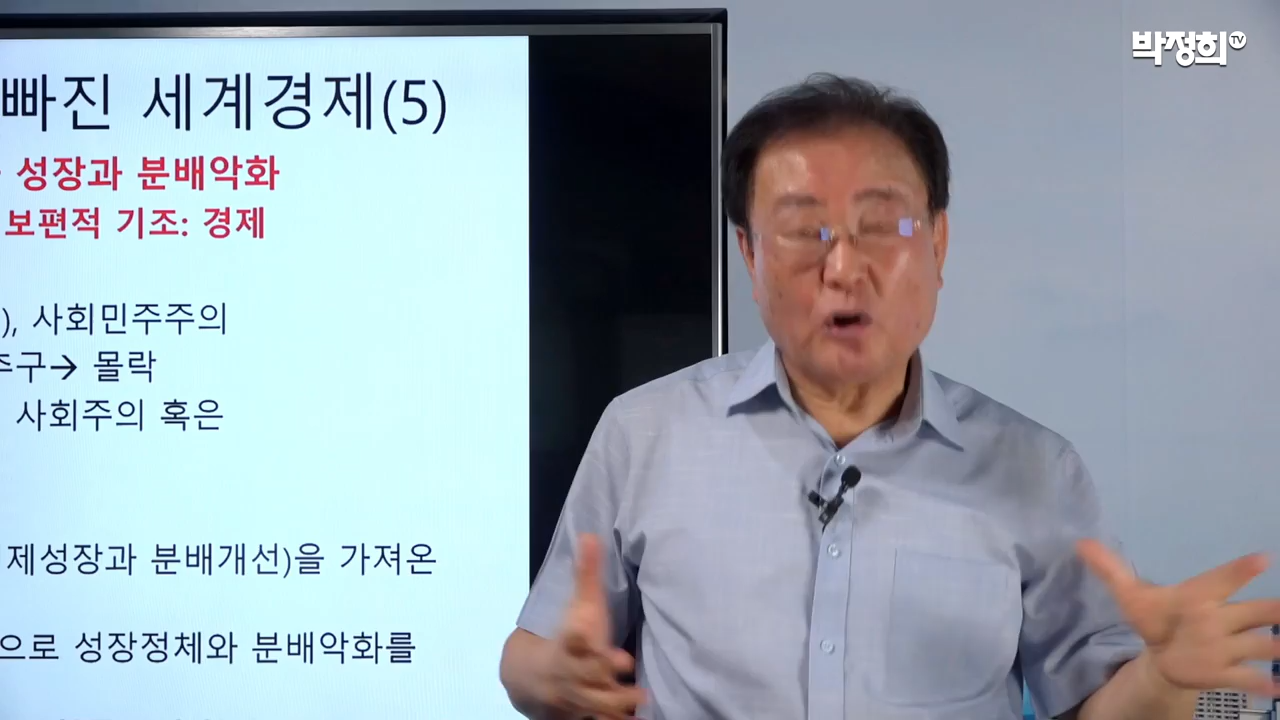 박정희TV
빠진 세계경제(5)
성장과 분배악화
보편적 기조: 경제
), 사회민주주의
추구→ 몰락
사회주의 혹은
제성장과 분배개선)을 가져온
으로 성장정체와 분배악화를